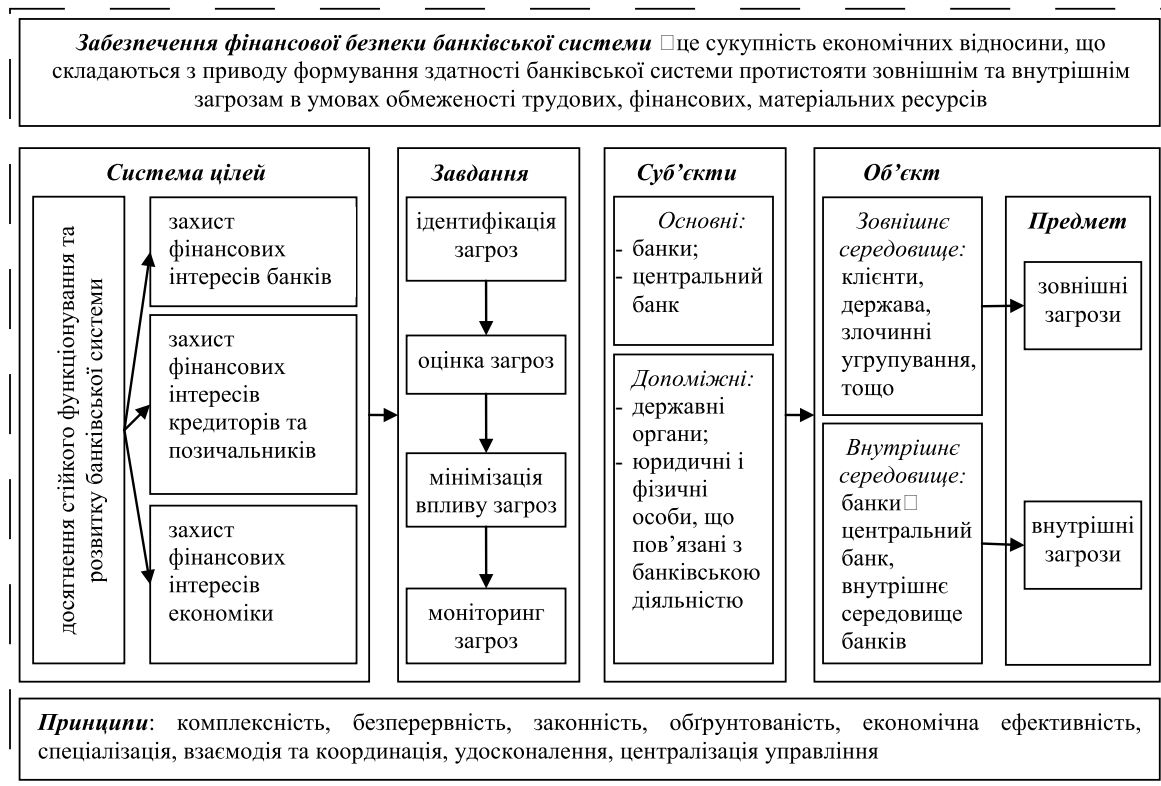 Забезпечення фінансової безпеки банківської системи □це сукупність економічних відносини, що
складаються з приводу формування здатності банківської системи протистояти зовнішнім та внутрішнім
загрозам в умовах обмеженості трудових, фінансових, матеріальних ресурсів
Система цілей
досягнення стійкого функціонування та
розвитку банківської системи
захист
фінансових
інтересів банків
захист
фінансових
інтересів
кредиторів та
позичальників
захист
фінансових
інтересів
економіки
Завдання
ідентифікація
загроз
оцінка загроз
мінімізація
впливу загроз
моніторинг
загроз
Суб’єкти
Основні:
- банки;
- центральний
банк
Допоміжні:
- державні
органи;
- юридичні і
фізичні
особи, що
пов’язані з
банківською
діяльністю
Об’єкт
Зовнішнє
середовище:
клієнти,
держава,
злочинні
угрупування,
тощо
Внутрішнє
середовище:
банки□
центральний
банк,
внутрішнє
середовище
банків
Предмет
зовнішні
загрози
внутрішні
загрози
Принципи: комплексність, безперервність, законність, обґрунтованість, економічна ефективність,
спеціалізація, взаємодія та координація, удосконалення, централізація управління